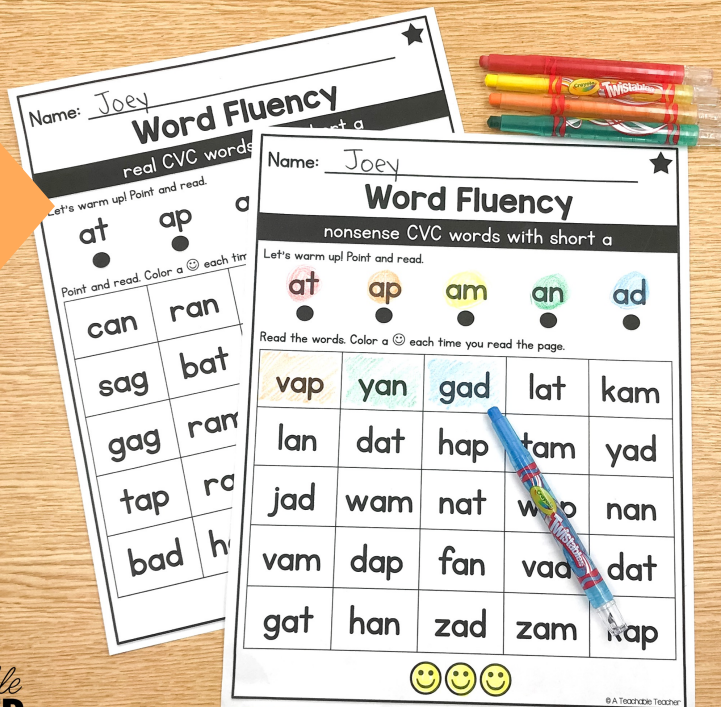 Name: Joey
Word Fluency
real CVC words
Let's warm up! Point and read.
at ap
Point and read. Color a each
can ran
sag bat
gag
tap
bad
Name: Joey
Word Fluency
nonsense CVC words with short a
Let's warm up! Point and read.
at ap am an ad
Read the words. Color a each time you read the page.
vap yan gad lat kam
lan dat hap tam yad
jad wam nat nan
vam dap fan dat
gat han zad zam
© A Teachable Teacher
Crayola Twistables
Crayola Twistables